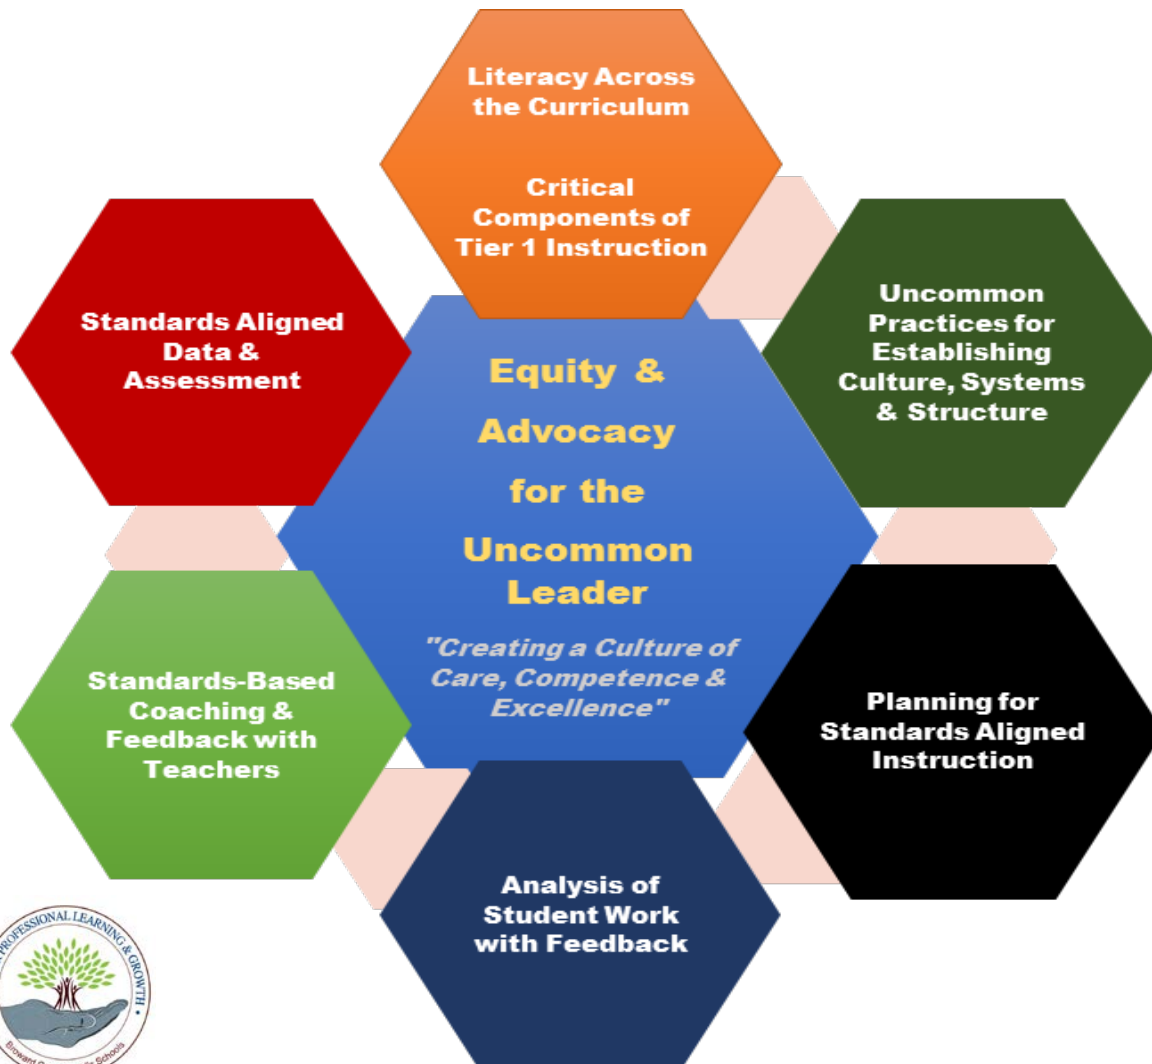 Literacy Across
the Curriculum
Critical
Components of
Tier 1 Instruction
Uncommon
Practices for
Establishing
Culture, Systems
& Structure
Standards Aligned
Data &
Assessment
Equity &
Advocacy
for the
Uncommon
Leader
"Creating a Culture of
Care, Competence &
Excellence"
Standards-Based
Coaching &
Feedback with
Teachers
Planning for
Standards Aligned
Instruction
Analysis of
Student Work
with Feedback
PROFESSIONAL LEARNING & GROWTH •
Broward Schools